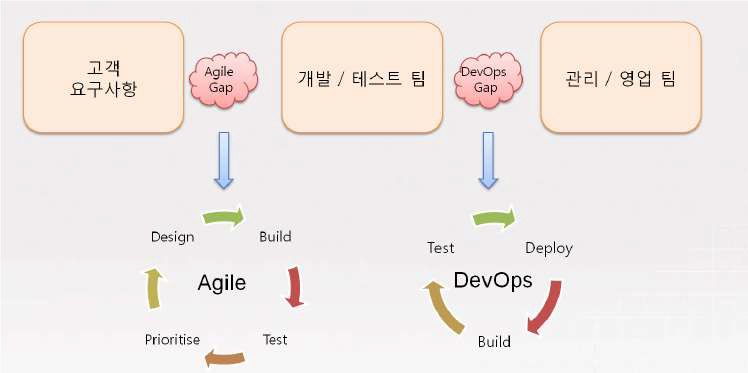 고객
요구사항
Agile
Gap
개발 / 테스트 팀
DevOps
Gap
관리 / 영업 팀
Design
Build
Agile
Prioritise
Test
Test
Deploy
DevOps
Build